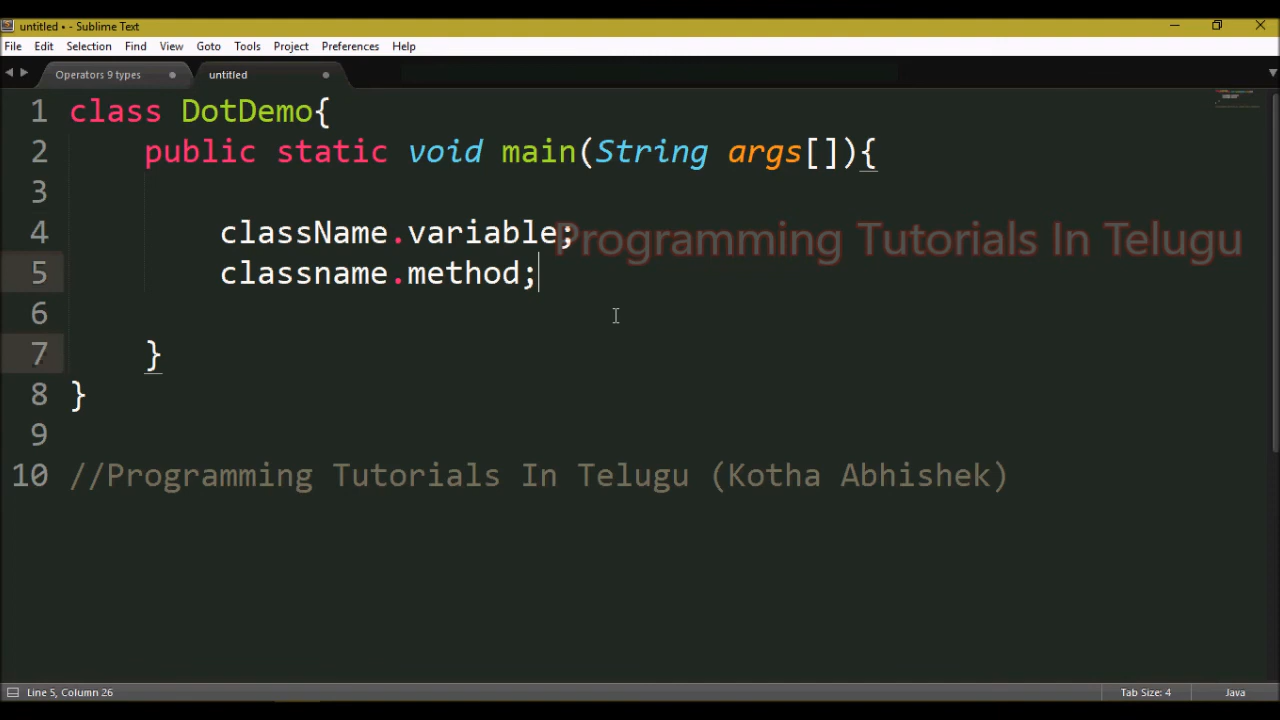 untitled • - Sublime Text
File Edit Selection Find View Goto Tools Project Preferences Help
Operators 9 types untitled
1 class DotDemo{
2 public static void main(String args[]){
3
4 className.variable;
Programming Tutorials In Telugu
5 classname.method;
6
7 }
8 }
9
10 //Programming Tutorials In Telugu (Kotha Abhishek)
Line 5, Column 26 Tab Size: 4 Java